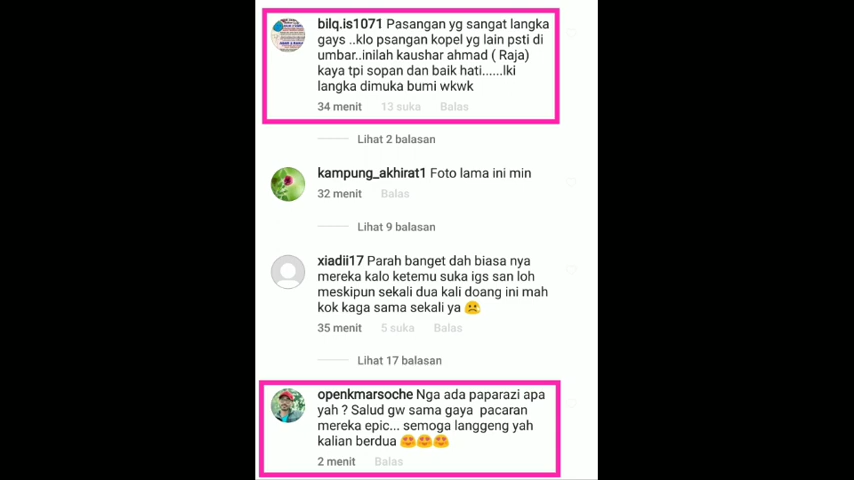 bilq.is1071 Pasangan yg sangat langka
gays ..klo psangan kopel yg lain psti di
umbar..inilah kaushar ahmad ( Raja)
kaya tpi sopan dan baik hati......lki
langka dimuka bumi wkwk
34 menit 13 suka Balas
Lihat 2 balasan
kampung_akhirat1 Foto lama ini min
32 menit Balas
Lihat 9 balasan
xiadii17 Parah banget dah biasa nya
mereka kalo ketemu suka igs san loh
meskipun sekali dua kali doang ini mah
kok kaga sama sekali ya ☹️
35 menit 5 suka Balas
Lihat 17 balasan
openkmarsoche Nga ada paparazi apa
yah ? Salud gw sama gaya pacaran
mereka epic... semoga langgeng yah
kalian berdua 😍😍😍
2 menit Balas